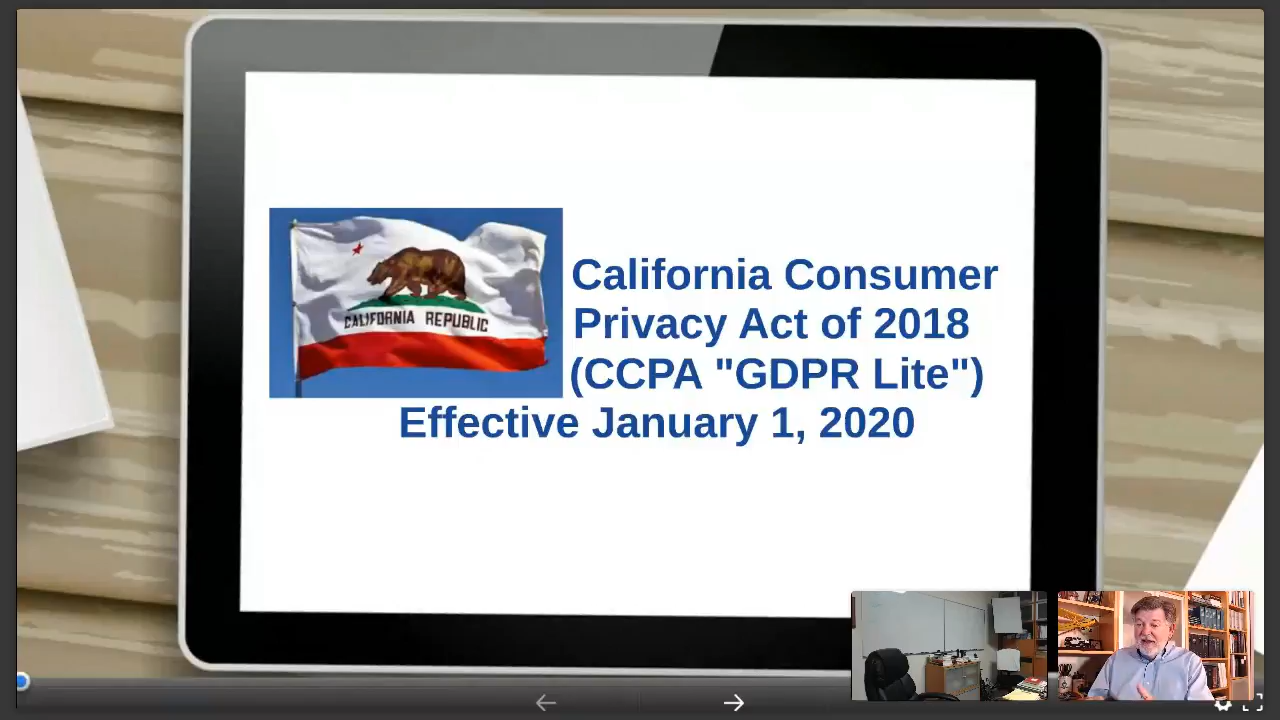 CALIFORNIA REPUBLIC
California Consumer
Privacy Act of 2018
(CCPA "GDPR Lite")
Effective January 1, 2020